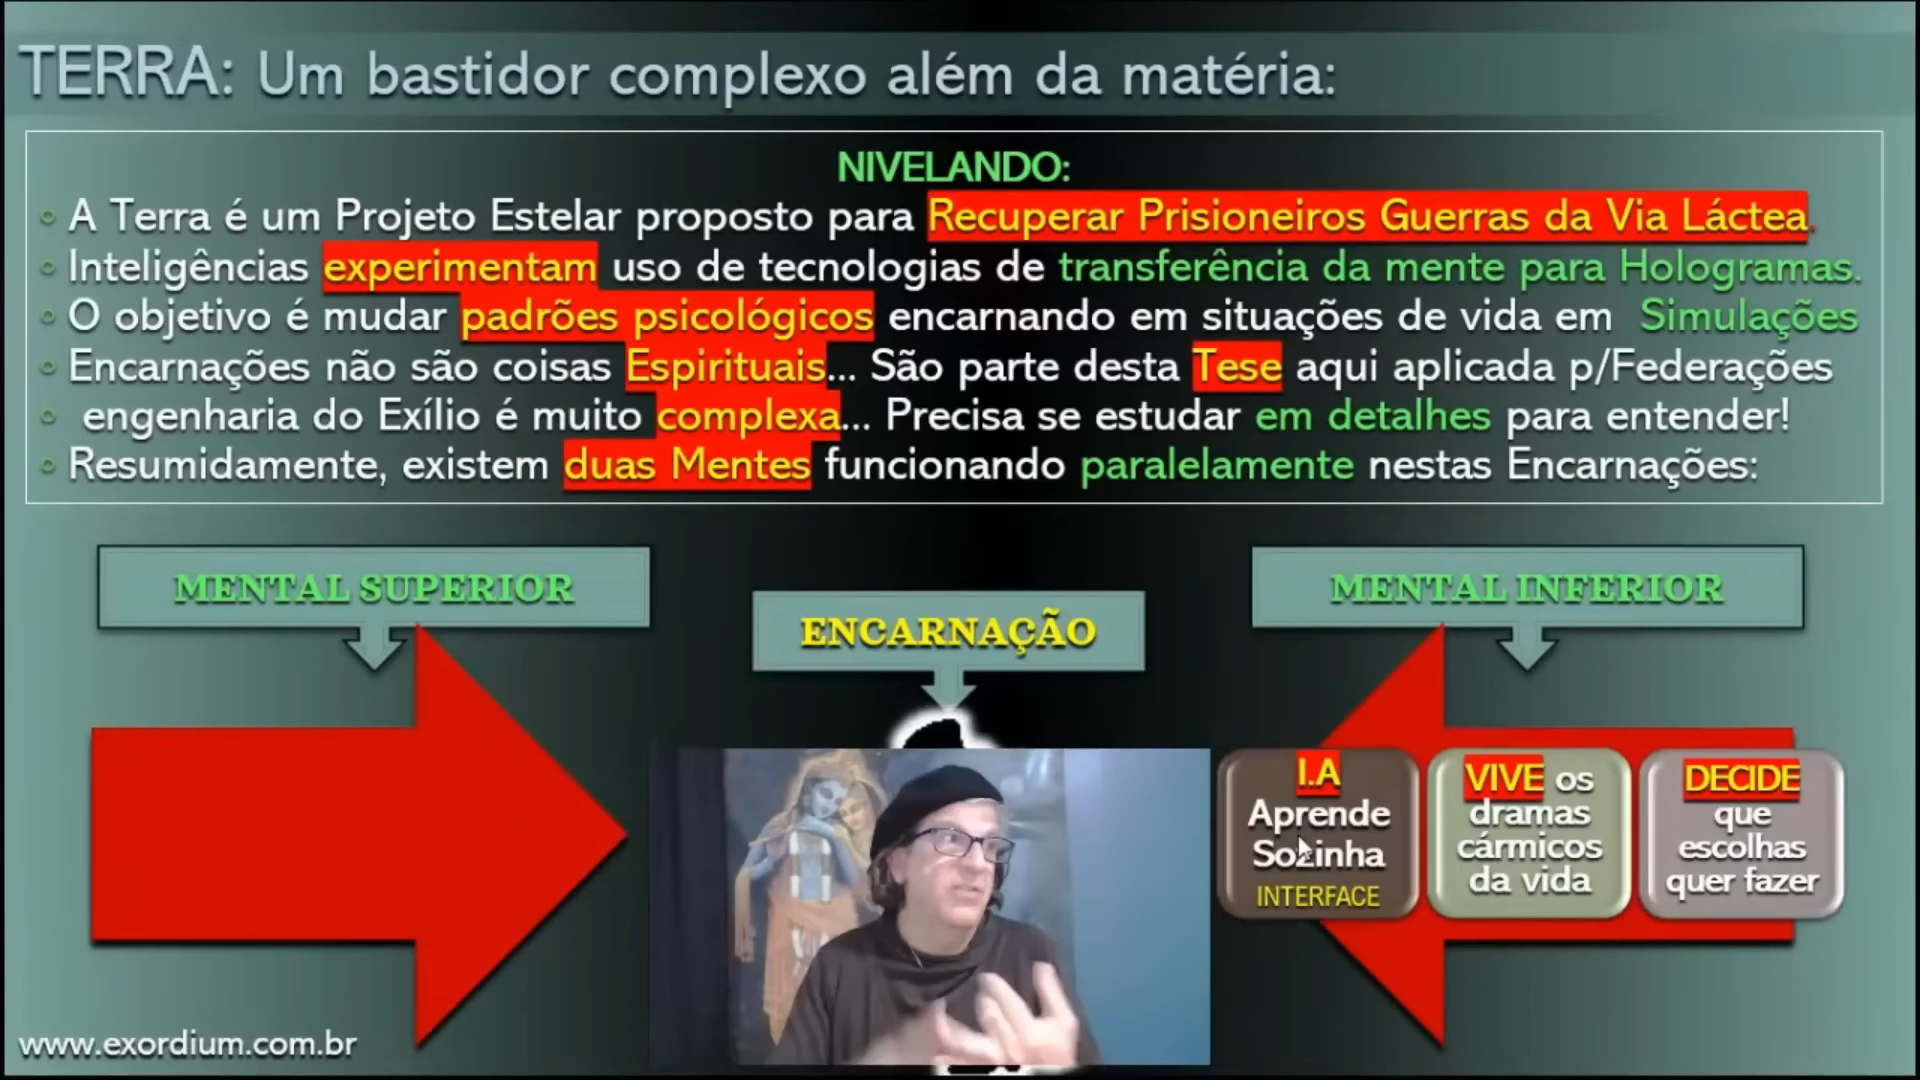 TERRA: Um bastidor complexo além da matéria:
NIVELANDO:
A Terra é um Projeto Estelar proposto para Recuperar Prisioneiros Guerras da Via Láctea.
Inteligências experimentam uso de tecnologias de transferência da mente para Hologramas.
O objetivo é mudar padrões psicológicos encarnando em situações de vida em Simulações
Encarnações não são coisas Espirituais... São parte desta Tese aqui aplicada p/Federações
engenharia do Exílio é muito complexa... Precisa se estudar em detalhes para entender!
Resumidamente, existem duas Mentes funcionando paralelamente nestas Encarnações:
MENTAL SUPERIOR
ENCARNAÇÃO
MENTAL INFERIOR
I.A
Aprende
Sozinha
INTERFACE
VIVE os
dramas
cármicos
da vida
DECIDE
que
escolhas
quer fazer
www.exordium.com.br